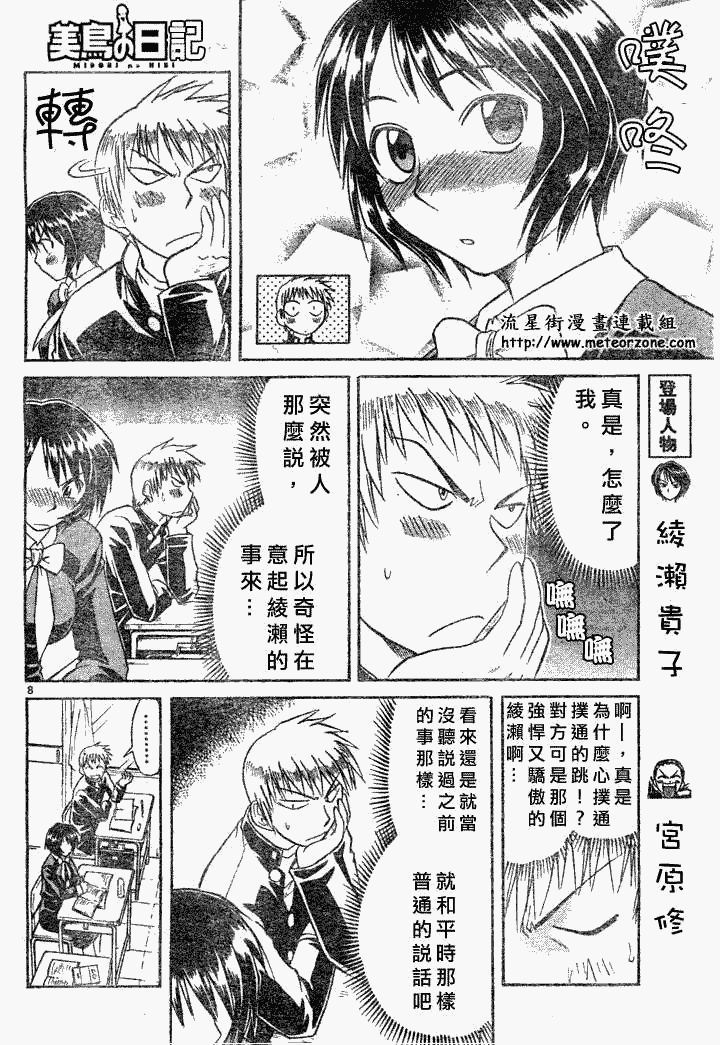 噗咚
流星街漫畫連載組
http://www.meteorzone.com
美鳥の日記
MIDORI no HIBI
轉
登場人物
綾瀨貴子
宮原修
真是，怎麼了
我。
嘿嘿嘿
突然被人
那麼說，
所以奇怪在
意起綾瀨的
事來…
啊—，真是
為什麼心撲通
撲通的跳！？
對方可是那個
強悍又驕傲的
綾瀨啊…
看來還是就當
沒聽說過之前
的事那樣…
就和平時那樣
普通的說話吧
………
8